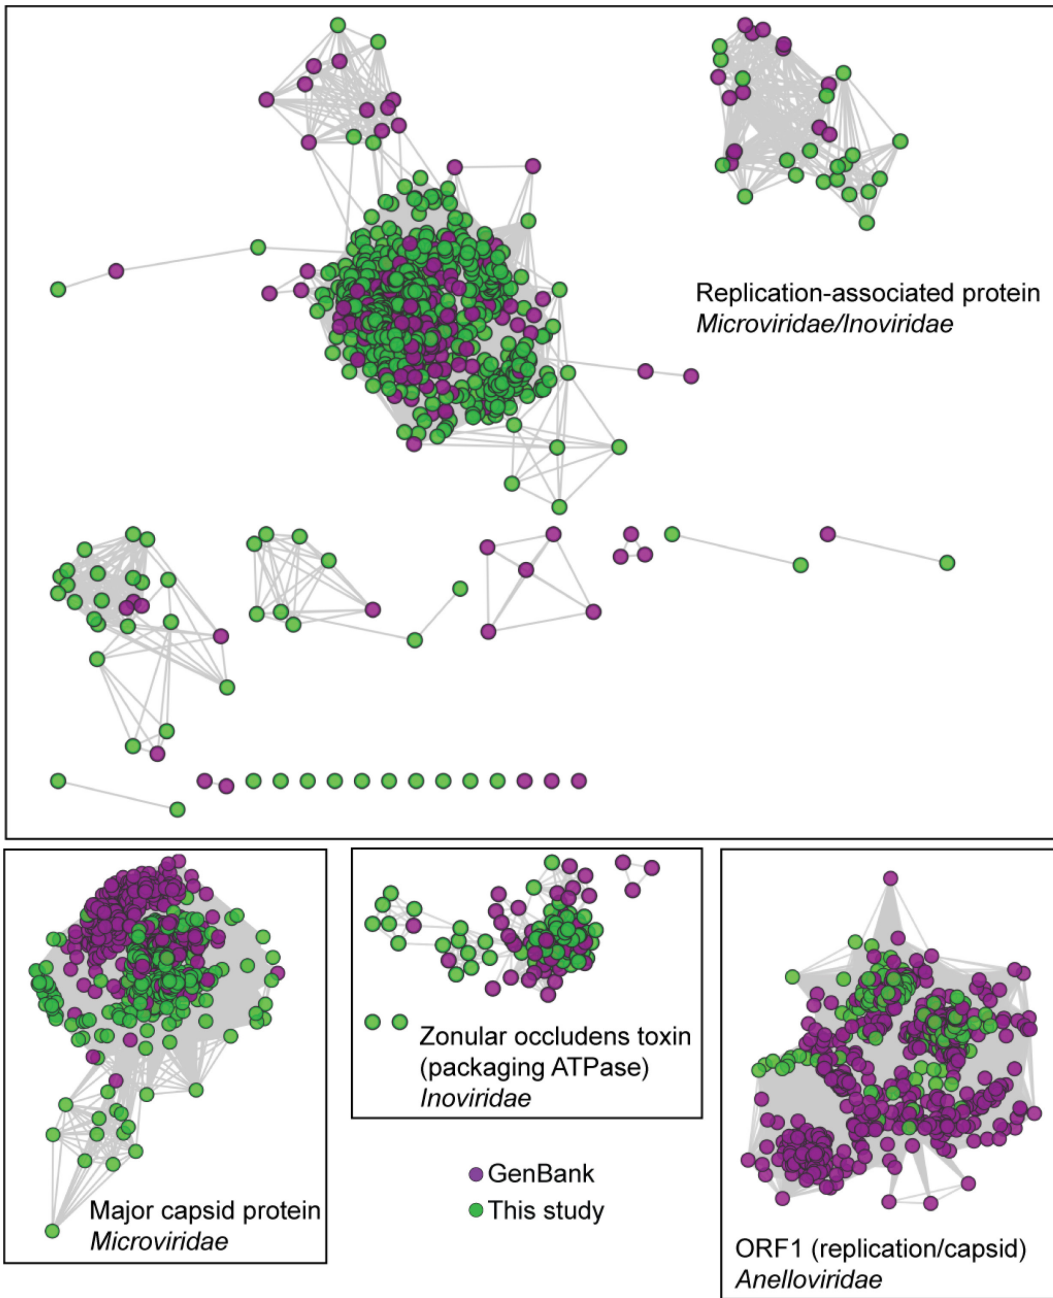 Replication-associated protein
Microviridae/Inoviridae
Major capsid protein
Microviridae
Zonular occludens toxin
(packaging ATPase)
Inoviridae
GenBank
This study
ORF1 (replication/capsid)
Anelloviridae